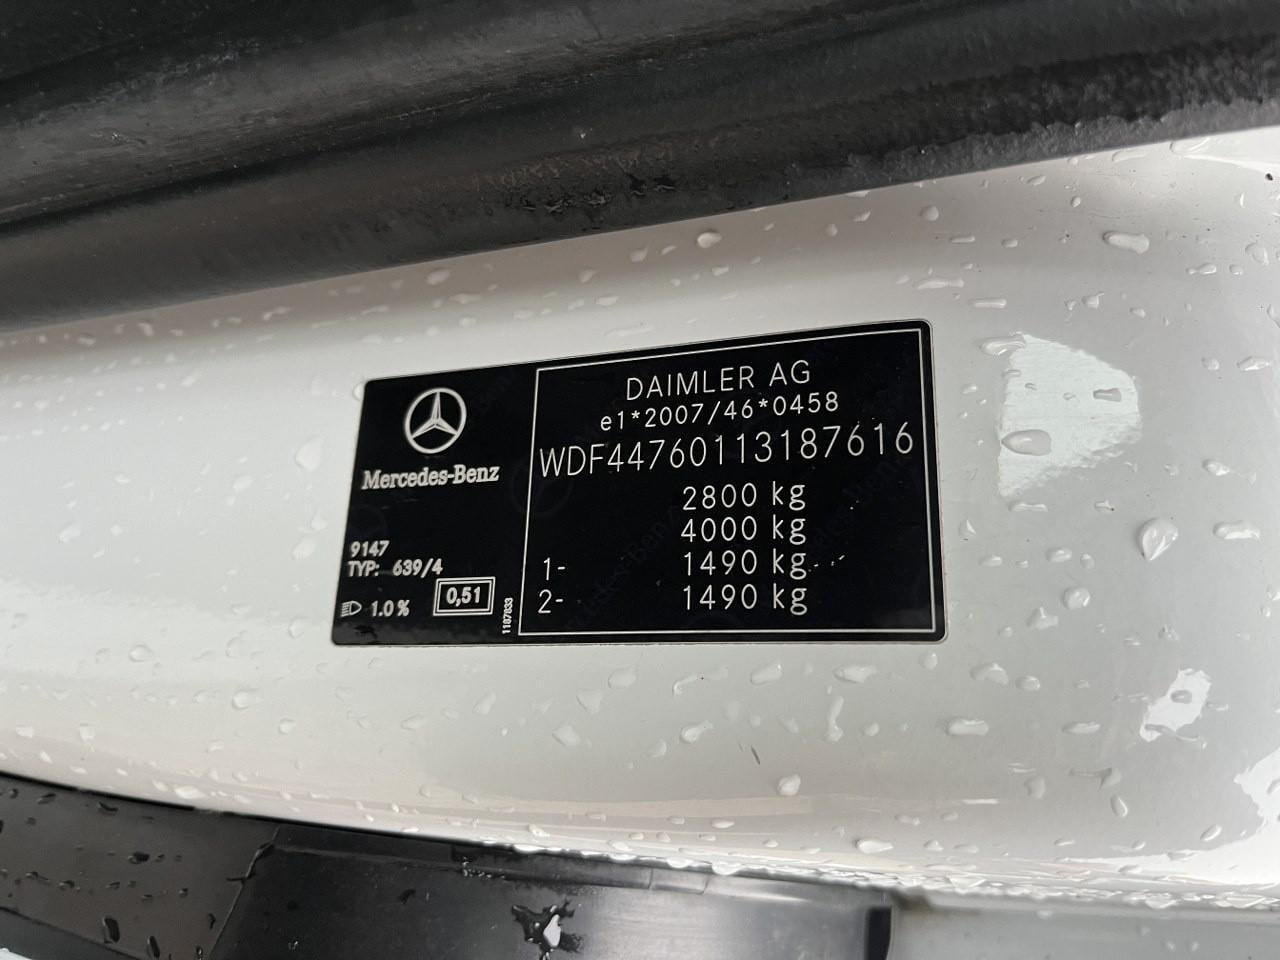 Mercedes-Benz
9147
TYP: 639/4
1.0 %
0,51
1187833
DAIMLER AG
e1*2007/46*0458
WDF44760113187616
2800 kg
4000 kg
1- 1490 kg
2- 1490 kg